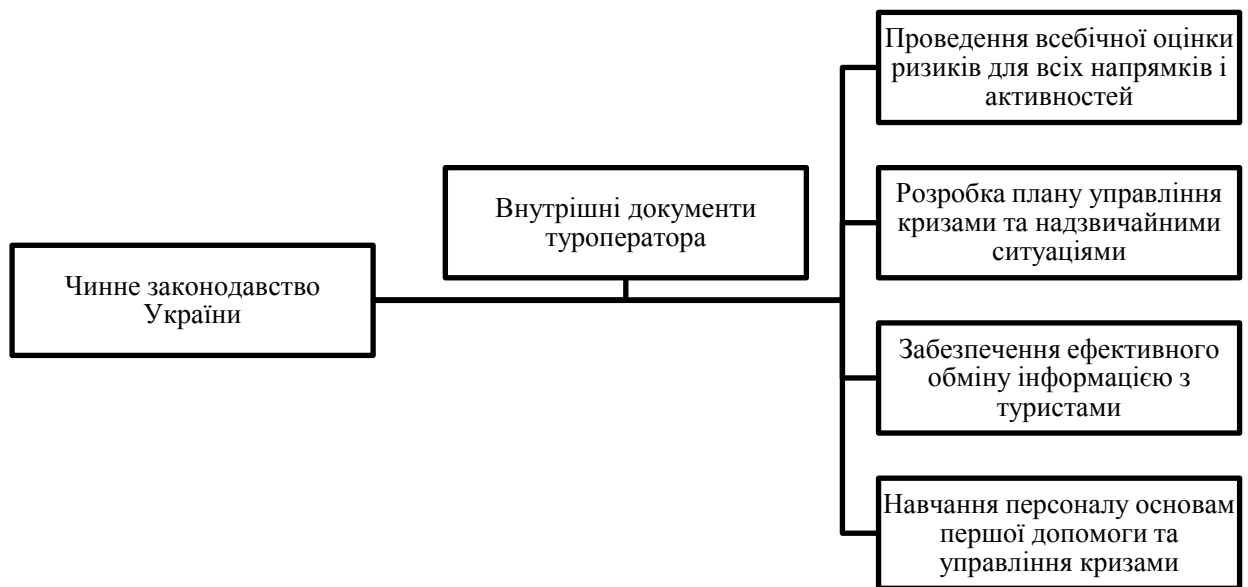 Чинне законодавство
України
Внутрішні документи
туроператора
Проведення всебічної оцінки
ризиків для всіх напрямків і
активностей
Розробка плану управління
кризами та надзвичайними
ситуаціями
Забезпечення ефективного
обміну інформацією з
туристами
Навчання персоналу основам
першої допомоги та
управління кризами